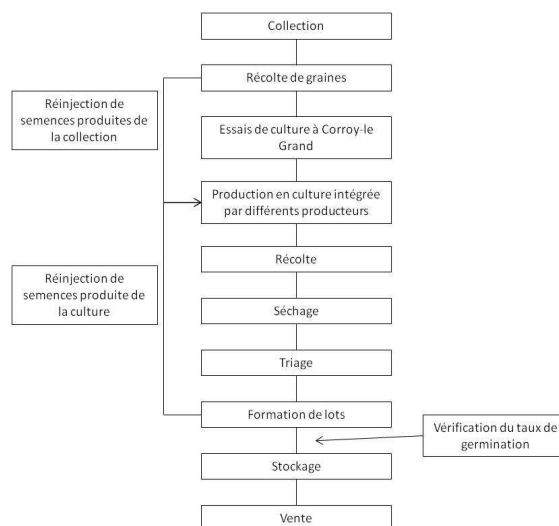 Collection
Récolte de graines
Réinjection de
semences produites de
la collection
Essais de culture à Corroy-le
Grand
Production en culture intégrée
par différents producteurs
Récolte
Réinjection de
semences produite de
la culture
Séchage
Triage
Formation de lots
Vérification du taux de
germination
Stockage
Vente